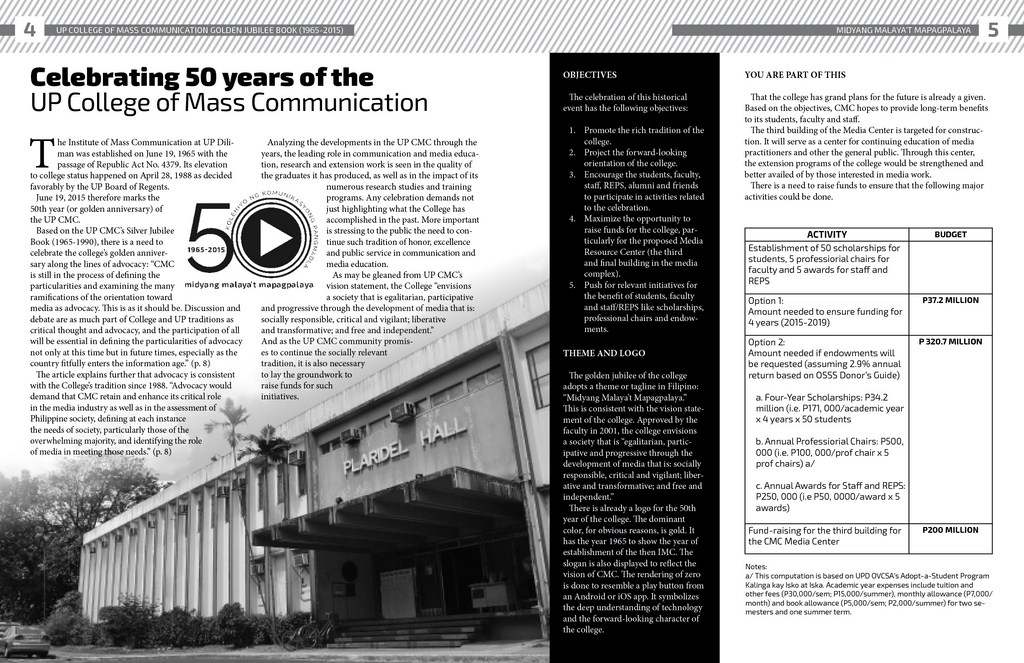 4
UP COLLEGE OF MASS COMMUNICATION GOLDEN JUBILEE BOOK (1965-2015)
MIDYANG MALAYA'T MAPAGPALAYA
5
Celebrating 50 years of the
UP College of Mass Communication
The Institute of Mass Communication at UP Dili-
man was established on June 19, 1965 with the
passage of Republic Act No. 4379. Its elevation
to college status happened on April 28, 1988 as decided
favorably by the UP Board of Regents.
June 19, 2015 therefore marks the
50th year (or golden anniversary) of
the UP CMC.
Based on the UP CMC's Silver Jubilee
Book (1965-1990), there is a need to
celebrate the college's golden anniver-
sary along the lines of advocacy: “CMC
is still in the process of defining the
particularities and examining the many
ramifications of the orientation toward
media as advocacy. This is as it should be. Discussion and
debate are as much part of College and UP traditions as
critical thought and advocacy, and the participation of all
will be essential in defining the particularities of advocacy
not only at this time but in future times, especially as the
country fitfully enters the information age.” (p. 8)
The article explains further that advocacy is consistent
with the College's tradition since 1988. “Advocacy would
demand that CMC retain and enhance its critical role
in the media industry as well as in the assessment of
Philippine society, defining at each instance
the needs of society, particularly those of the
overwhelming majority, and identifying the role
of media in meeting those needs.” (p. 8)
50
KOLEHIYO NG KOMUNIKASYONG PANGMADLA
1965-2015
midyang malaya't mapagpalaya
Analyzing the developments in the UP CMC through the
years, the leading role in communication and media educa-
tion, research and extension work is seen in the quality of
the graduates it has produced, as well as in the impact of its
numerous research studies and training
programs. Any celebration demands not
just highlighting what the College has
accomplished in the past. More important
is stressing to the public the need to con-
tinue such tradition of honor, excellence
and public service in communication and
media education.
As may be gleaned from UP CMC's
vision statement, the College “envisions
a society that is egalitarian, participative
and progressive through the development of media that is:
socially responsible, critical and vigilant; liberative
and transformative; and free and independent.”
And as the UP CMC community promis-
es to continue the socially relevant
tradition, it is also necessary
to lay the groundwork to
raise funds for such
initiatives.
PLARIDEL HALL
OBJECTIVES
The celebration of this historical
event has the following objectives:
1. Promote the rich tradition of the
college.
2. Project the forward-looking
orientation of the college.
3. Encourage the students, faculty,
staff, REPS, alumni and friends
to participate in activities related
to the celebration.
4. Maximize the opportunity to
raise funds for the college, par-
ticularly for the proposed Media
Resource Center (the third
and final building in the media
complex).
5. Push for relevant initiatives for
the benefit of students, faculty
and staff/REPS like scholarships,
professional chairs and endow-
ments.
THEME AND LOGO
The golden jubilee of the college
adopts a theme or tagline in Filipino:
“Midyang Malaya't Mapagpalaya.”
This is consistent with the vision state-
ment of the college. Approved by the
faculty in 2001, the college envisions
a society that is “egalitarian, partic-
ipative and progressive through the
development of media that is: socially
responsible, critical and vigilant; liber-
ative and transformative; and free and
independent.”
There is already a logo for the 50th
year of the college. The dominant
color, for obvious reasons, is gold. It
has the year 1965 to show the year of
establishment of the then IMC. The
slogan is also displayed to reflect the
vision of CMC. The rendering of zero
is done to resemble a play button from
an Android or iOS app. It symbolizes
the deep understanding of technology
and the forward-looking character of
the college.
YOU ARE PART OF THIS
That the college has grand plans for the future is already a given.
Based on the objectives, CMC hopes to provide long-term benefits
to its students, faculty and staff.
The third building of the Media Center is targeted for construc-
tion. It will serve as a center for continuing education of media
practitioners and other the general public. Through this center,
the extension programs of the college would be strengthened and
better availed of by those interested in media work.
There is a need to raise funds to ensure that the following major
activities could be done.
ACTIVITY BUDGET
Establishment of 50 scholarships for
students, 5 professiorial chairs for
faculty and 5 awards for staff and
REPS
Option 1: P37.2 MILLION
Amount needed to ensure funding for
4 years (2015-2019)
Option 2: P 320.7 MILLION
Amount needed if endowments will
be requested (assuming 2.9% annual
return based on OSSS Donor's Guide)
a. Four-Year Scholarships: P34.2
million (i.e. P171, 000/academic year
x 4 years x 50 students
b. Annual Professiorial Chairs: P500,
000 (i.e. P100, 000/prof chair x 5
prof chairs) a/
c. Annual Awards for Staff and REPS:
P250, 000 (i.e P50, 0000/award x 5
awards)
Fund-raising for the third building for P200 MILLION
the CMC Media Center
Notes:
a/ This computation is based on UPD OVCSA's Adopt-a-Student Program
Kalinga kay Isko at Iska. Academic year expenses include tuition and
other fees (P30,000/sem; P15,000/summer), monthly allowance (P7,000/
month) and book allowance (P5,000/sem; P2,000/summer) for two se-
mesters and one summer term.